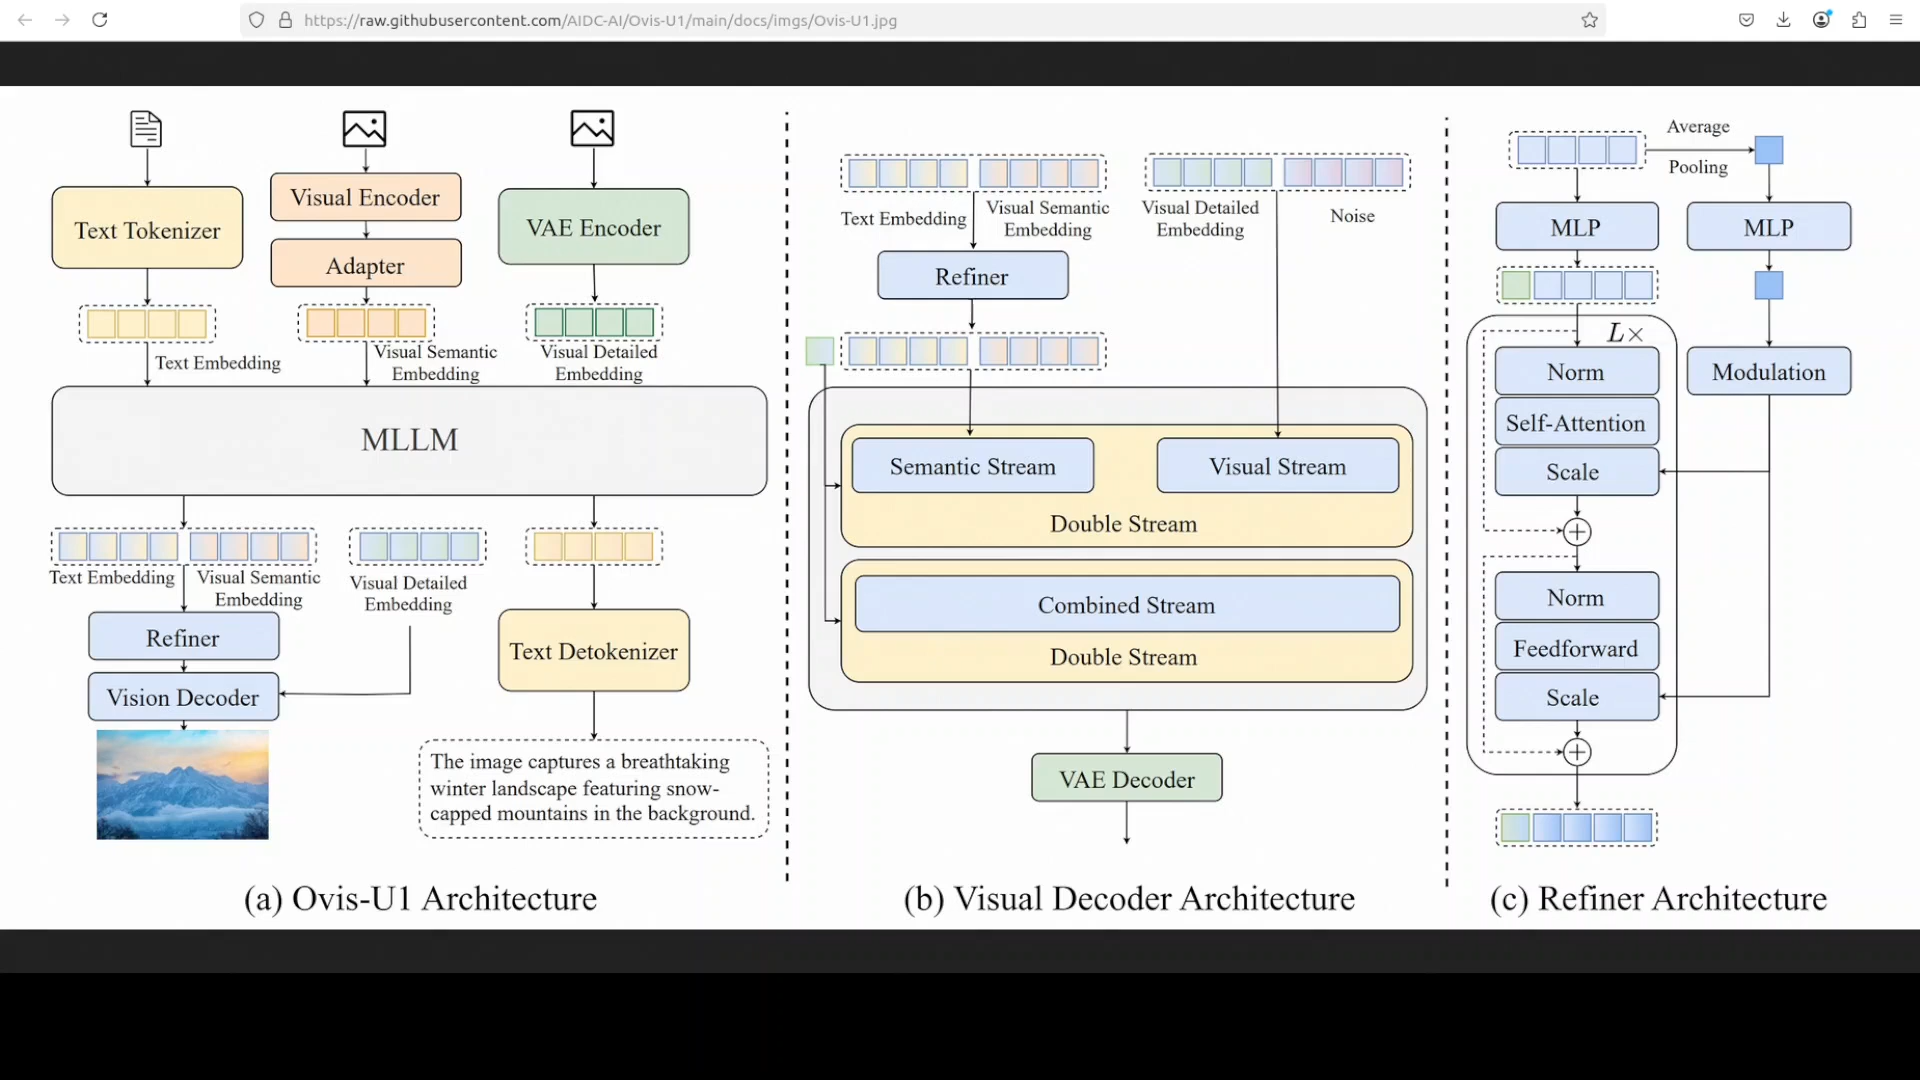 https://raw.githubusercontent.com/AIDC-AI/Ovis-U1/main/docs/imgs/Ovis-U1.jpg
Text Tokenizer
Visual Encoder
Adapter
VAE Encoder
Text Embedding
Visual Semantic
Embedding
Visual Detailed
Embedding
MLLM
Text Embedding
Visual Semantic
Embedding
Visual Detailed
Embedding
Refiner
Vision Decoder
Text Detokenizer
The image captures a breathtaking
winter landscape featuring snow-
capped mountains in the background.
(a) Ovis-U1 Architecture
Text Embedding
Visual Semantic
Embedding
Visual Detailed
Embedding
Noise
Refiner
Semantic Stream
Visual Stream
Double Stream
Combined Stream
Double Stream
VAE Decoder
(b) Visual Decoder Architecture
Average
Pooling
MLP
MLP
L×
Norm
Self-Attention
Scale
Modulation
Norm
Feedforward
Scale
(c) Refiner Architecture